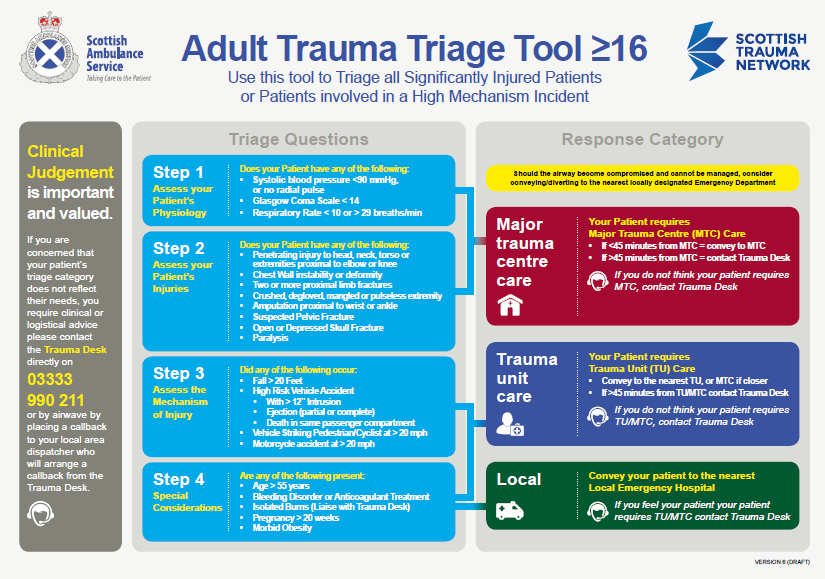 Scottish
Ambulance
Service
Taking Care to the Patient
Adult Trauma Triage Tool ≥16
Use this tool to Triage all Significantly Injured Patients
or Patients involved in a High Mechanism Incident
SCOTTISH
TRAUMA
NETWORK
Clinical
Judgement
is important
and valued.
If you are
concerned that
your patient's
triage category
does not reflect
their needs, you
require clinical or
logistical advice
please contact
the Trauma Desk
directly on
03333
990 211
or by airwave by
placing a callback
to your local area
dispatcher who
will arrange a
callback from the
Trauma Desk.
Triage Questions
Step 1
Assess your
Patient's
Physiology
Does your Patient have any of the following:
• Systolic blood pressure <90 mmHg,
or no radial pulse
• Glasgow Coma Scale < 14
• Respiratory Rate < 10 or > 29 breaths/min
Step 2
Assess your
Patient's
Injuries
Does your Patient have any of the following:
• Penetrating injury to head, neck, torso or
extremities proximal to elbow or knee
• Chest Wall instability or deformity
• Two or more proximal limb fractures
• Crushed, degloved, mangled or pulseless extremity
• Amputation proximal to wrist or ankle
• Suspected Pelvic Fracture
• Open or Depressed Skull Fracture
• Paralysis
Step 3
Assess the
Mechanism
of Injury
Did any of the following occur:
• Fall > 20 Feet
• High Risk Vehicle Accident
• With > 12" Intrusion
• Ejection (partial or complete)
• Death in same passenger compartment
• Vehicle Striking Pedestrian/Cyclist at > 20 mph
• Motorcycle accident at > 20 mph
Step 4
Special
Considerations
Are any of the following present:
• Age > 55 years
• Bleeding Disorder or Anticoagulant Treatment
• Isolated Burns (Liaise with Trauma Desk)
• Pregnancy > 20 weeks
• Morbid Obesity
Response Category
Should the airway become compromised and cannot be managed, consider
conveying/diverting to the nearest locally designated Emergency Department
Major
trauma
centre
care
Your Patient requires
Major Trauma Centre (MTC) Care
• If <45 minutes from MTC = convey to MTC
• If >45 minutes from MTC = contact Trauma Desk
If you do not think your patient requires
MTC, contact Trauma Desk
Trauma
unit
care
Your Patient requires
Trauma Unit (TU) Care
• Convey to the nearest TU, or MTC if closer
• If >45 minutes from TU/MTC contact Trauma Desk
If you do not think your patient requires
TU/MTC, contact Trauma Desk
Local
Convey your patient to the nearest
Local Emergency Hospital
If you feel your patient your patient
requires TU/MTC contact Trauma Desk
VERSION 6 (DRAFT)